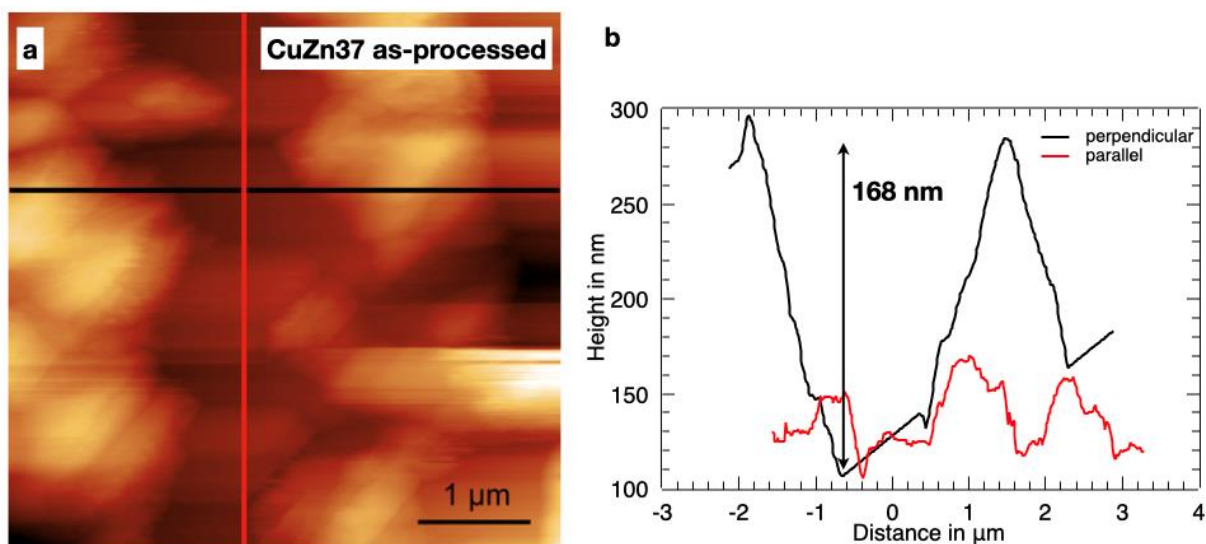 a
CuZn37 as-processed
1 μm
b
300
250
200
150
100
Height in nm
perpendicular
parallel
168 nm
-3
-2
-1
0
1
2
3
4
Distance in μm